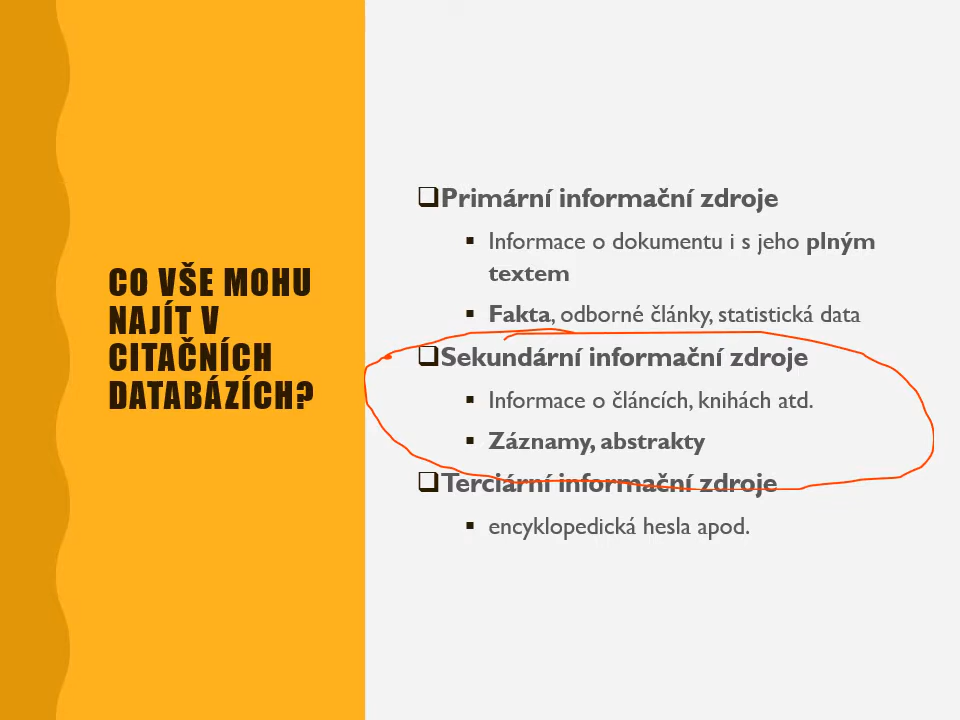 CO VŠE MOHU
NAJÍT V
CITAČNÍCH
DATABÁZÍCH?
Primární informační zdroje
Informace o dokumentu i s jeho plným
textem
Fakta, odborné články, statistická data
Sekundární informační zdroje
Informace o článcích, knihách atd.
Záznamy, abstrakty
Terciární informační zdroje
encyklopedická hesla apod.